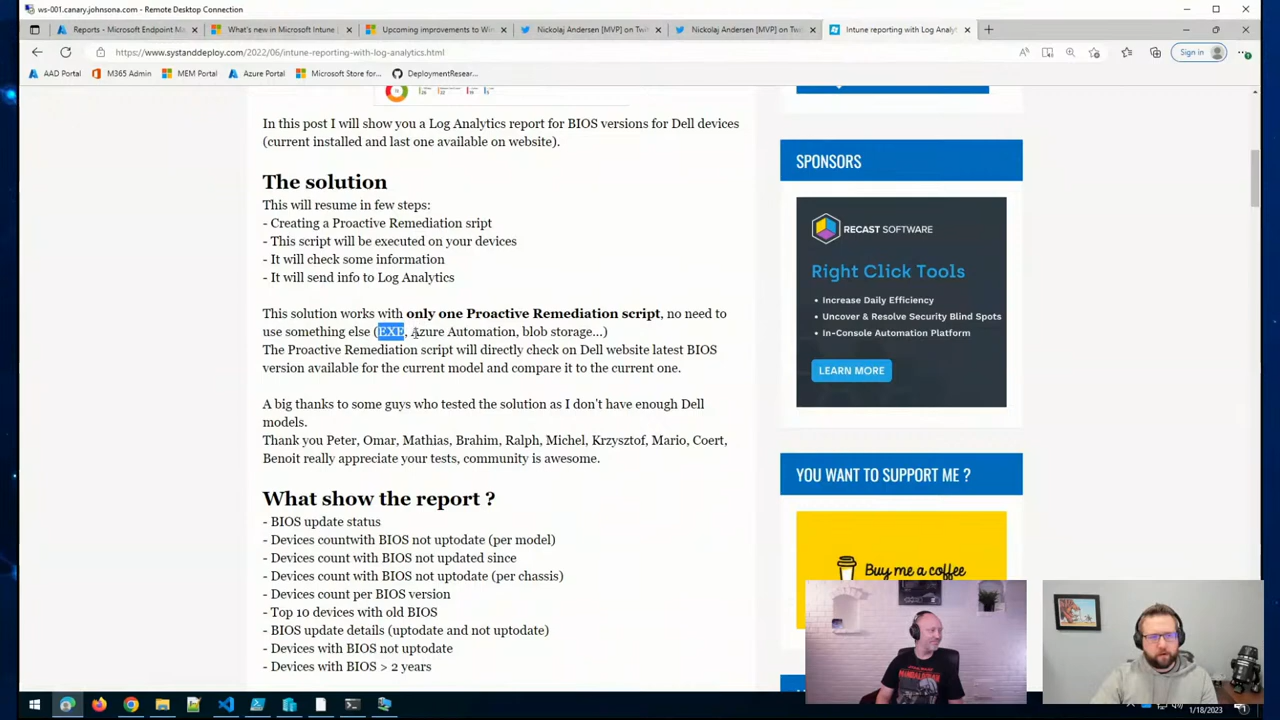 ws-001.canary.johnsona.com - Remote Desktop Connection
Reports - Microsoft Endpoint M
What's new in Microsoft Intune
Upcoming improvements to Win
Nickolaj Andersen [MVP] on Twi
Nickolaj Andersen [MVP] on Tw
Intune reporting with Log Analyt
https://www.systanddeploy.com/2022/06/intune-reporting-with-log-analytics.html
Sign in
AAD Portal
M365 Admin
MEM Portal
Azure Portal
Microsoft Store for...
DeploymentResear...
In this post I will show you a Log Analytics report for BIOS versions for Dell devices
(current installed and last one available on website).
The solution
This will resume in few steps:
- Creating a Proactive Remediation sript
- This script will be executed on your devices
- It will check some information
- It will send info to Log Analytics
This solution works with only one Proactive Remediation script, no need to
use something else (EXE, Azure Automation, blob storage...)
The Proactive Remediation script will directly check on Dell website latest BIOS
version available for the current model and compare it to the current one.
A big thanks to some guys who tested the solution as I don't have enough Dell
models.
Thank you Peter, Omar, Mathias, Brahim, Ralph, Michel, Krzysztof, Mario, Coert,
Benoit really appreciate your tests, community is awesome.
What show the report ?
- BIOS update status
- Devices countwith BIOS not uptodate (per model)
- Devices count with BIOS not updated since
- Devices count with BIOS not uptodate (per chassis)
- Devices count per BIOS version
- Top 10 devices with old BIOS
- BIOS update details (uptodate and not uptodate)
- Devices with BIOS not uptodate
- Devices with BIOS > 2 years
SPONSORS
RECAST SOFTWARE
Right Click Tools
• Increase Daily Efficiency
• Uncover & Resolve Security Blind Spots
• In-Console Automation Platform
LEARN MORE
YOU WANT TO SUPPORT ME ?
Buy me a coffee
MANDALORIAN
1/18/2023